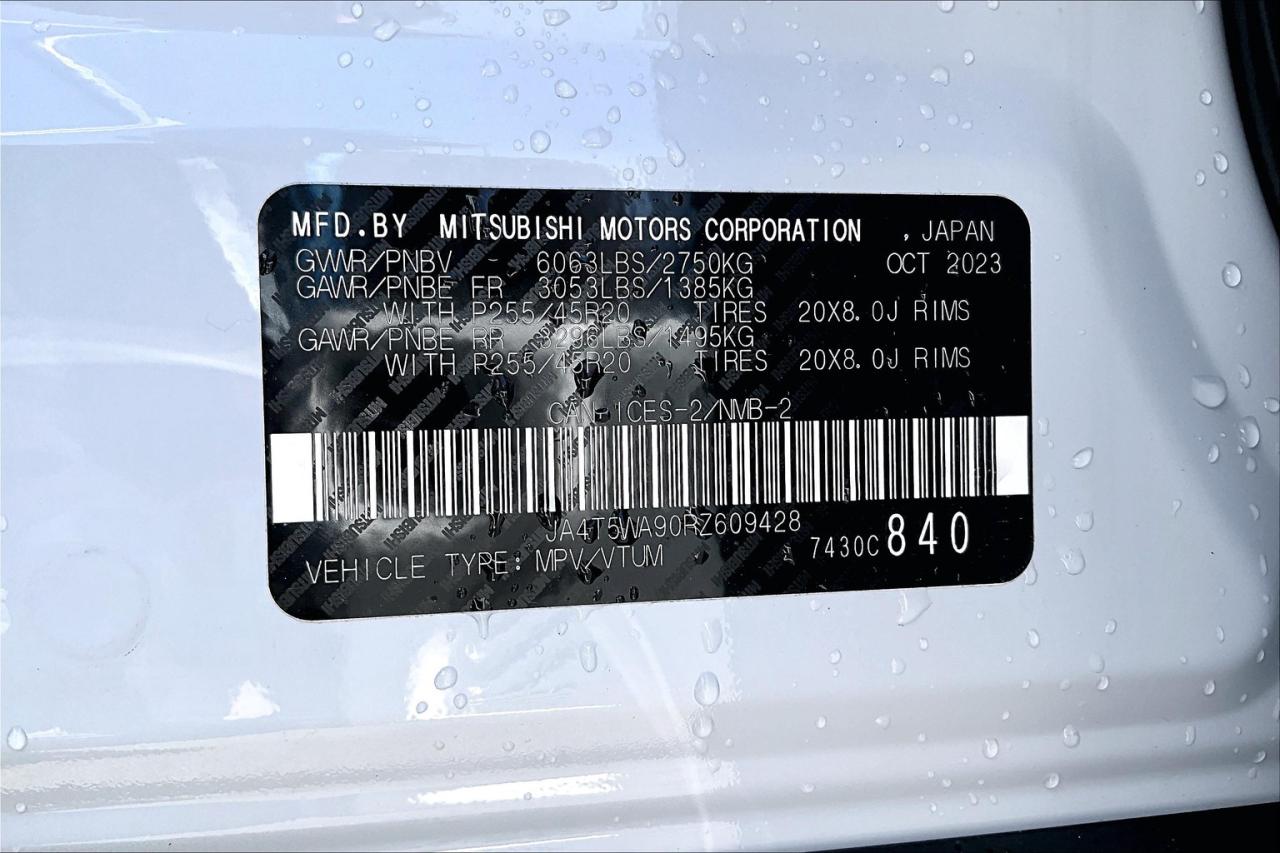 MFD.BY MITSUBISHI MOTORS CORPORATION , JAPAN
GVWR/PNBV 6063LBS/2750KG OCT 2023
GAWR/PNBE FR 3053LBS/1385KG
WITH P255/45R20 TIRES 20X8.0J RIMS
GAWR/PNBE RR 3296LBS/1495KG
WITH P255/45R20 TIRES 20X8.0J RIMS
CAN ICES-2/NMB-2
JA4T5WA90RZ609428
VEHICLE TYPE: MPV/VTUM 7430C 840